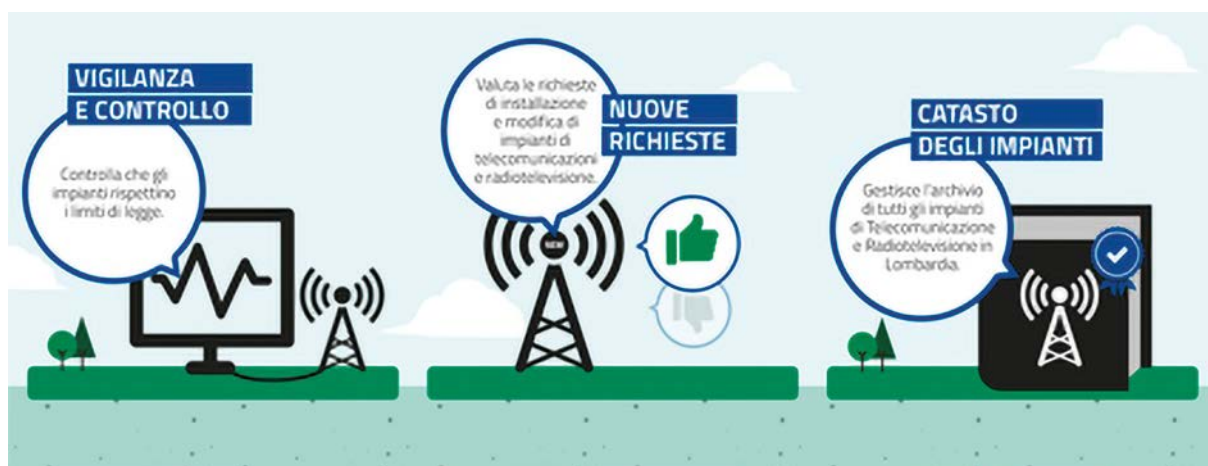 VIGILANZA
E CONTROLLO
Controlla che gli
impianti rispettino
i limiti di legge.
Valuta le richieste
di installazione
e modifica di
impianti di
telecomunicazioni
e radiotelevisione.
NUOVE
RICHIESTE
NEW
CATASTO
DEGLI IMPIANTI
Gestisce l'archivio
di tutti gli impianti
di Telecomunicazione
e Radiotelevisione in
Lombardia.